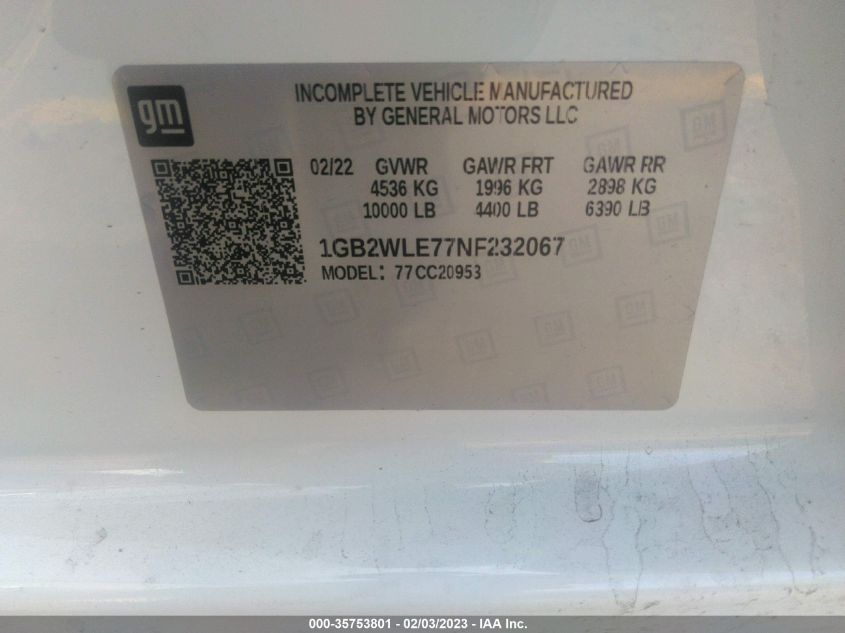 gm
INCOMPLETE VEHICLE MANUFACTURED
BY GENERAL MOTORS LLC
02/22 GVWR GAWR FRT GAWR RR
4536 KG 1996 KG 2898 KG
10000 LB 4400 LB 6390 LB
1GB2WLE77NF232067
MODEL: 77CC20953
000-35753801 - 02/03/2023 - IAA Inc.